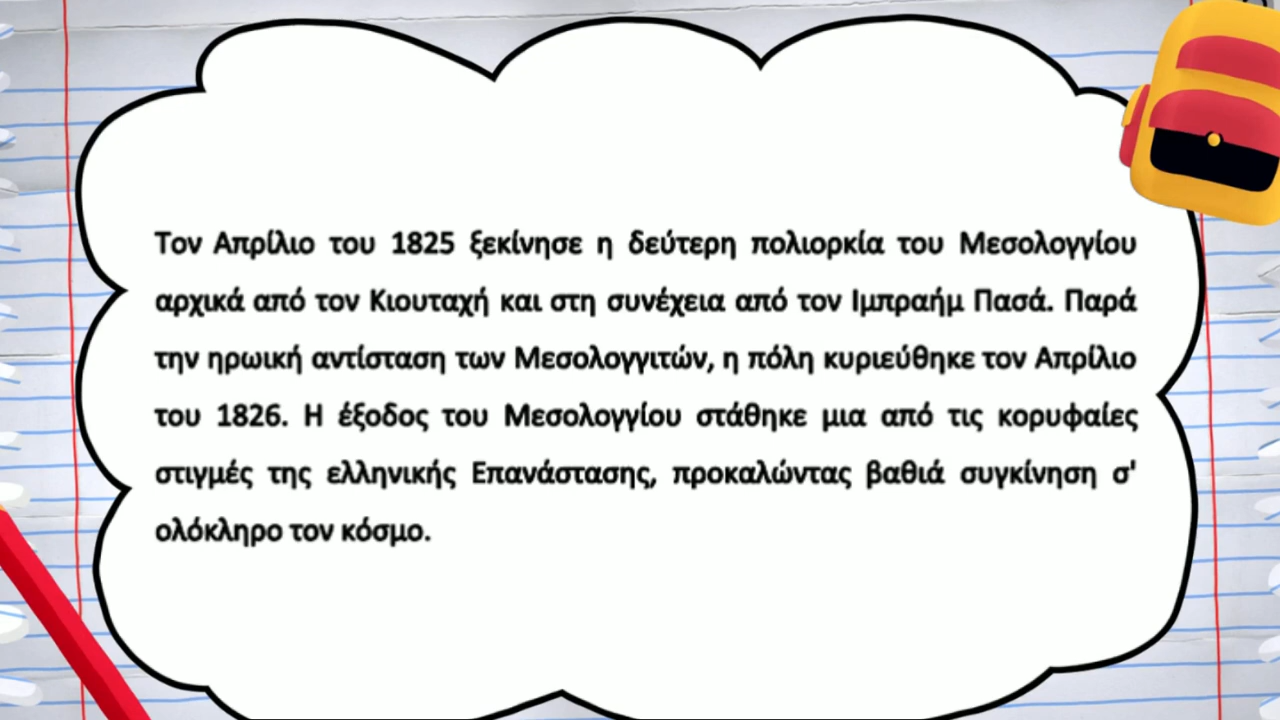 Τον Απρίλιο του 1825 ξεκίνησε η δεύτερη πολιορκία του Μεσολογγίου
αρχικά από τον Κιουταχή και στη συνέχεια από τον Ιμπραήμ Πασά. Παρά
την ηρωική αντίσταση των Μεσολογγιτών, η πόλη κυριεύθηκε τον Απρίλιο
του 1826. Η έξοδος του Μεσολογγίου στάθηκε μια από τις κορυφαίες
στιγμές της ελληνικής Επανάστασης, προκαλώντας βαθιά συγκίνηση σ'
ολόκληρο τον κόσμο.